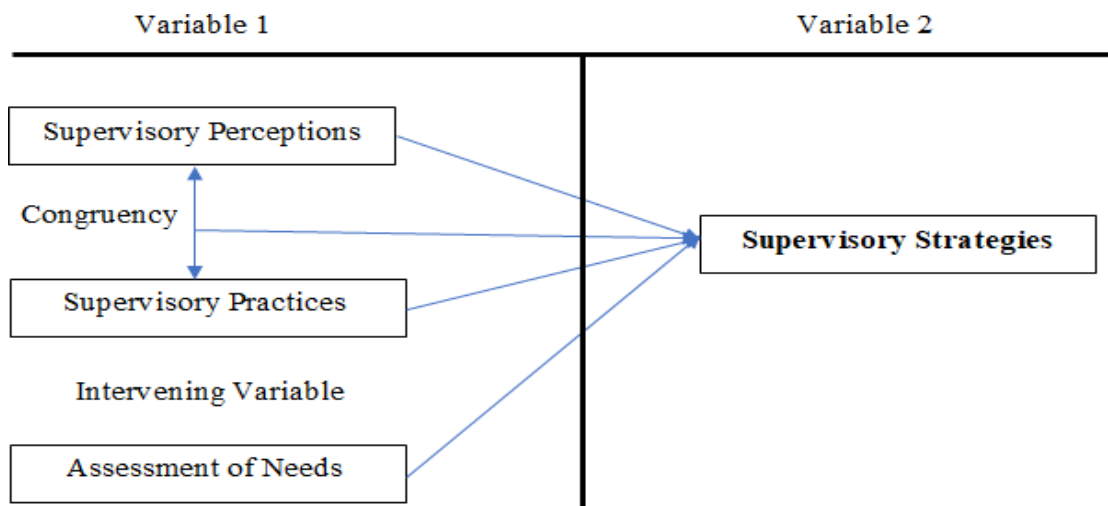 Variable 1
Variable 2
Supervisory Perceptions
Congruency
Supervisory Practices
Intervening Variable
Assessment of Needs
Supervisory Strategies